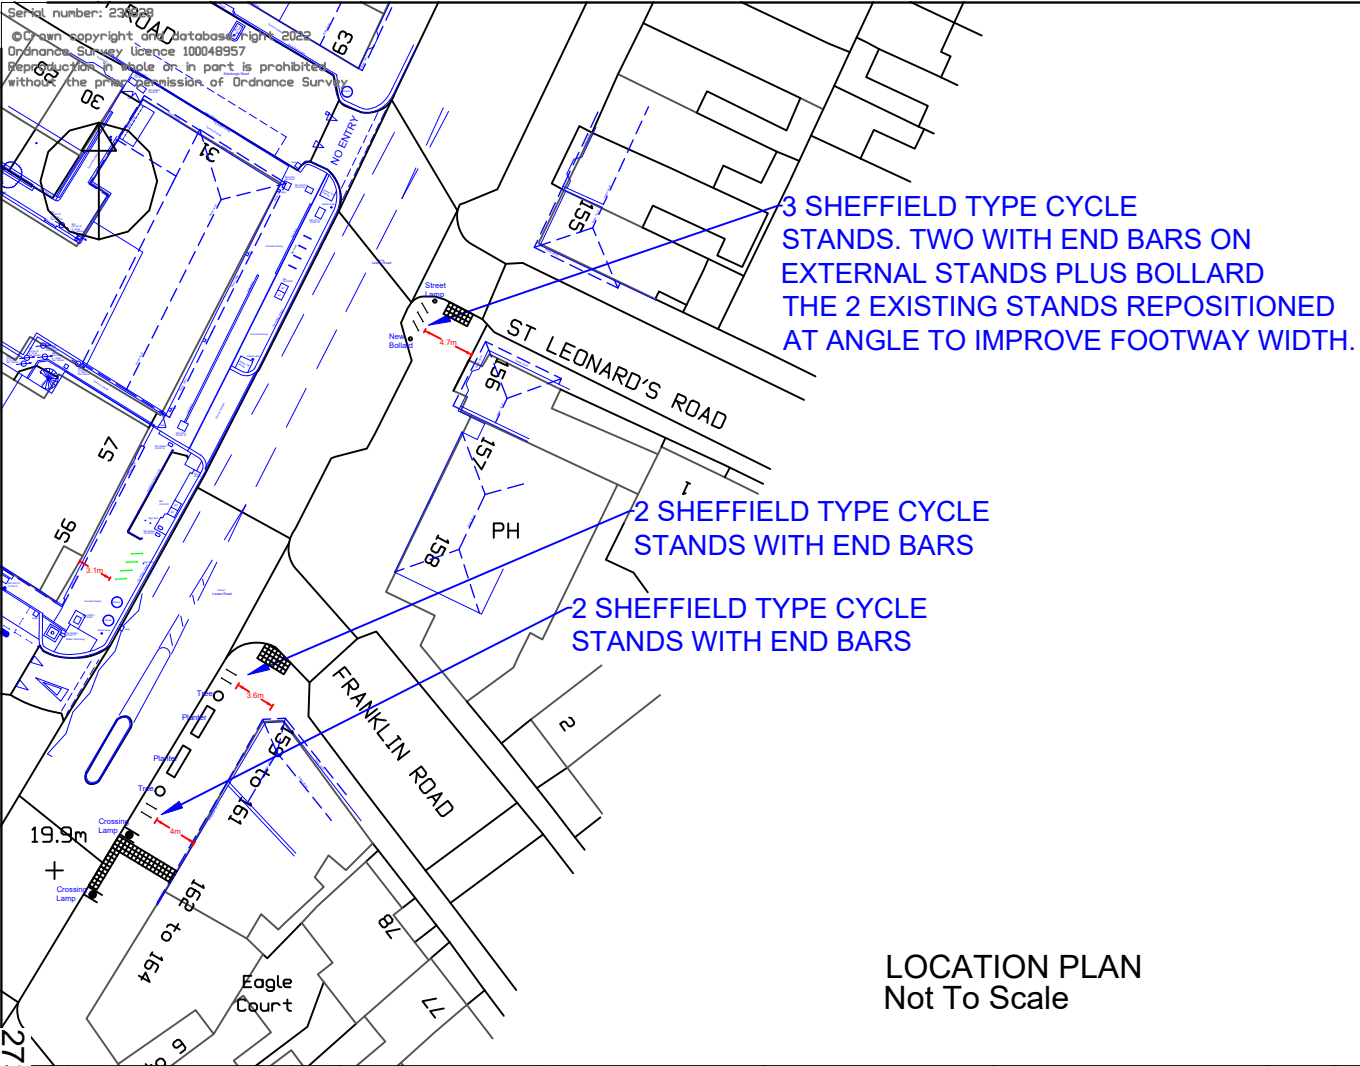 Serial number:
© Crown copyright and database right 2022
Ordnance Survey licence 100048957
Reproduction in whole or in part is prohibited
without the prior permission of Ordnance Survey
ROAD
63
30
31
NO ENTRY
155
3 SHEFFIELD TYPE CYCLE
STANDS. TWO WITH END BARS ON
EXTERNAL STANDS PLUS BOLLARD
THE 2 EXISTING STANDS REPOSITIONED
AT ANGLE TO IMPROVE FOOTWAY WIDTH.
Street
Lamp
New
Bollard
4.7m
ST LEONARD'S ROAD
156
157
57
56
158
PH
1
3.1m
2 SHEFFIELD TYPE CYCLE
STANDS WITH END BARS
2 SHEFFIELD TYPE CYCLE
STANDS WITH END BARS
Lewes Road
FRANKLIN ROAD
Tree
3.6m
Planter
Planter
Tree
159 to 161
2
Crossing
Lamp
4m
19.9m
Crossing
Lamp
162 to 164
78
77
Eagle
Court
LOCATION PLAN
Not To Scale
27
6